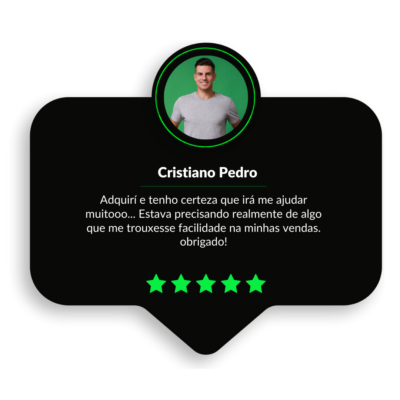 Cristiano Pedro
Adquirí e tenho certeza que irá me ajudar
muitooo... Estava precisando realmente de algo
que me trouxesse facilidade na minhas vendas.
obrigado!